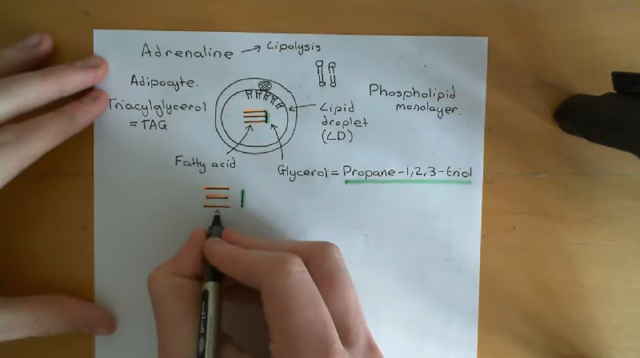 Adrenaline → Lipolysis
Adipocyte.
Triacylglycerol
= TAG
Phospholipid
monolayer.
Lipid
droplet
(LD)
Fatty acid
Glycerol = Propane-1,2,3-triol